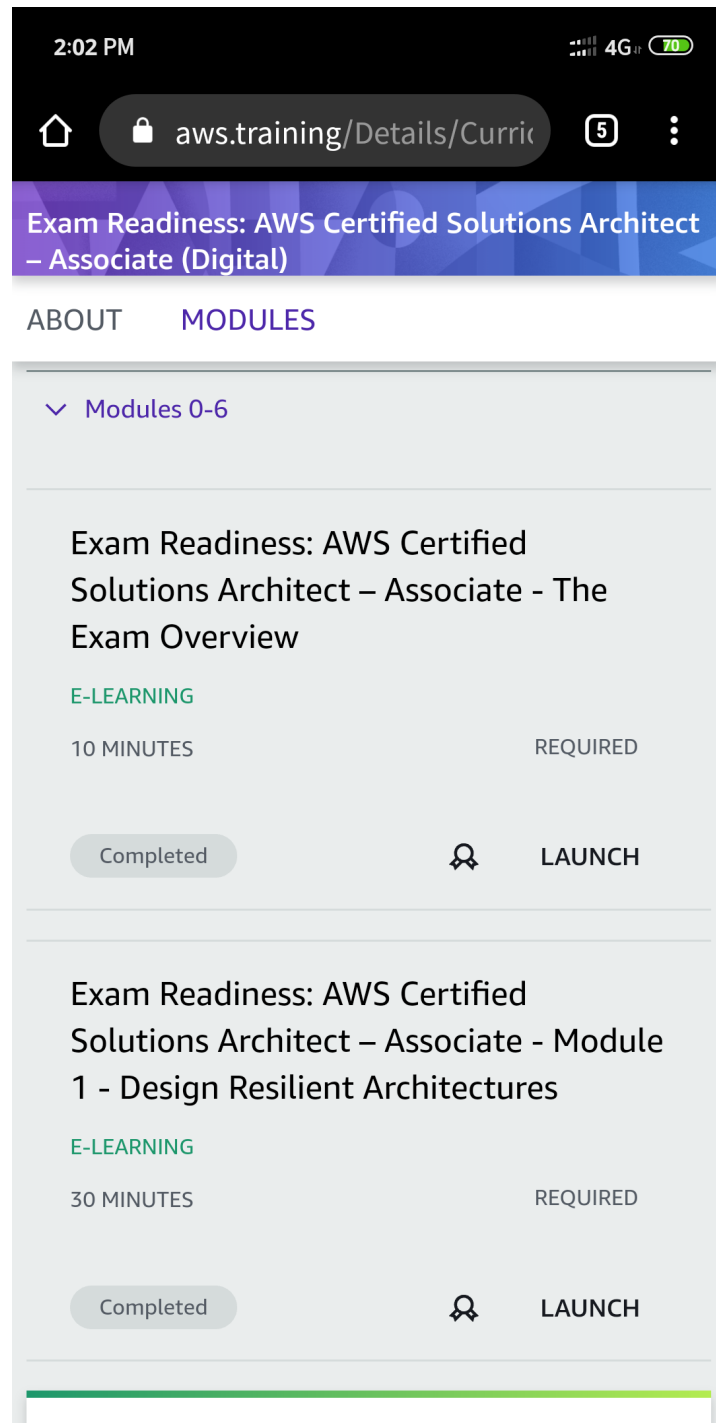 2:02 PM 4G 70
aws.training/Details/Curric 5
Exam Readiness: AWS Certified Solutions Architect
– Associate (Digital)
ABOUT MODULES
Modules 0-6
Exam Readiness: AWS Certified
Solutions Architect – Associate - The
Exam Overview
E-LEARNING
10 MINUTES REQUIRED
Completed LAUNCH
Exam Readiness: AWS Certified
Solutions Architect – Associate - Module
1 - Design Resilient Architectures
E-LEARNING
30 MINUTES REQUIRED
Completed LAUNCH